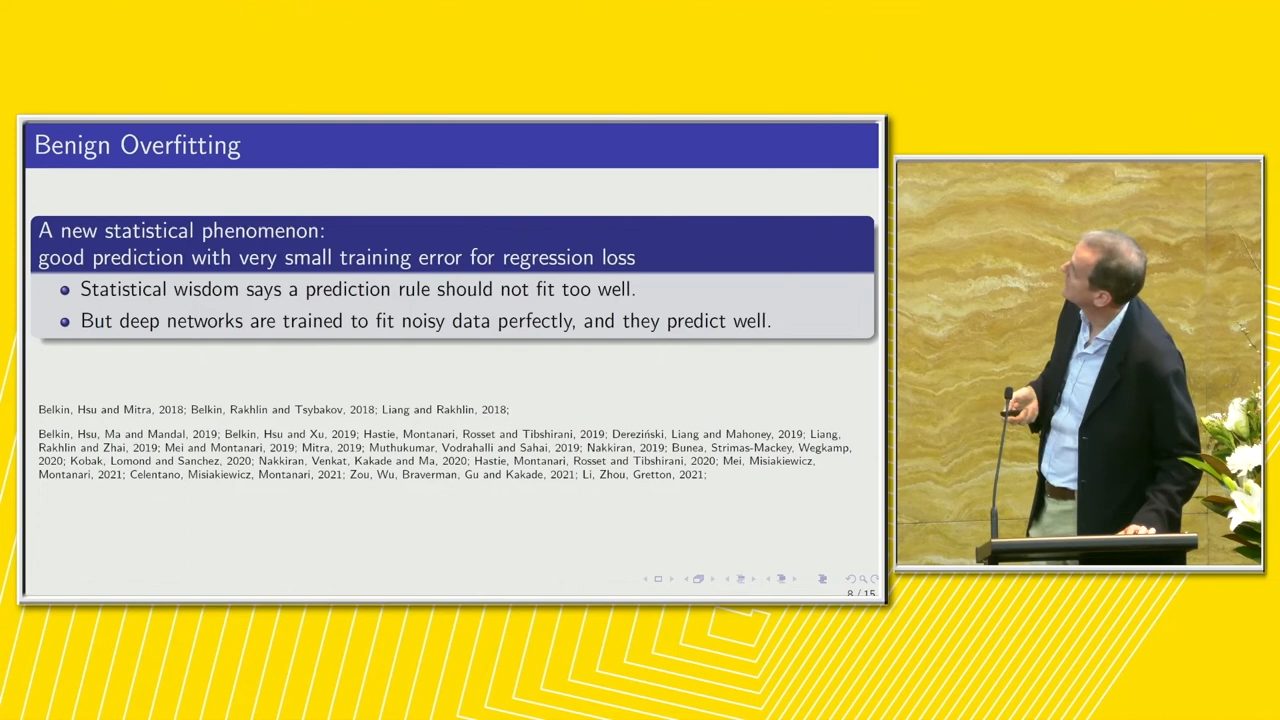 Benign Overfitting
A new statistical phenomenon:
good prediction with very small training error for regression loss
Statistical wisdom says a prediction rule should not fit too well.
But deep networks are trained to fit noisy data perfectly, and they predict well.
Belkin, Hsu and Mitra, 2018; Belkin, Rakhlin and Tsybakov, 2018; Liang and Rakhlin, 2018;
Belkin, Hsu, Ma and Mandal, 2019; Belkin, Hsu and Xu, 2019; Hastie, Montanari, Rosset and Tibshirani, 2019; Dereziński, Liang and Mahoney, 2019; Liang,
Rakhlin and Zhai, 2019; Mei and Montanari, 2019; Mitra, 2019; Muthukumar, Vodrahalli and Sahai, 2019; Nakkiran, 2019; Bunea, Strimas-Mackey, Wegkamp,
2020; Kobak, Lomond and Sanchez, 2020; Nakkiran, Venkat, Kakade and Ma, 2020; Hastie, Montanari, Rosset and Tibshirani, 2020; Mei, Misiakiewicz,
Montanari, 2021; Celentano, Misiakiewicz, Montanari, 2021; Zou, Wu, Braverman, Gu and Kakade, 2021; Li, Zhou, Gretton, 2021;
8 / 15